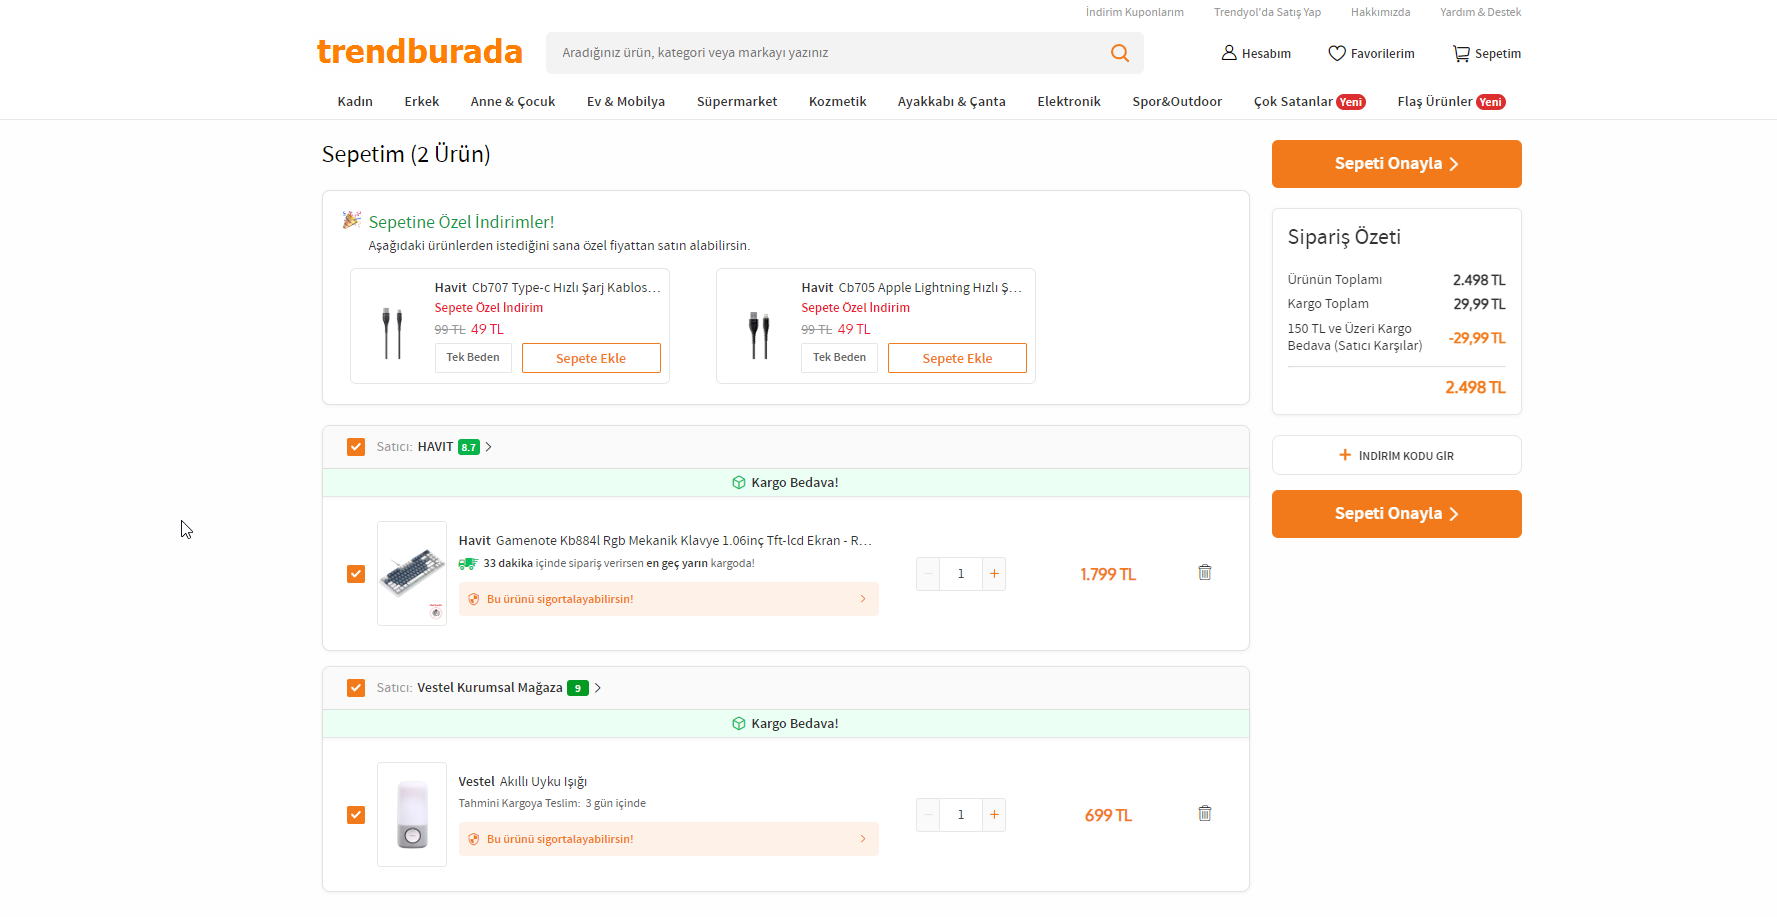 İndirim Kuponlarım Trendyol'da Satış Yap Hakkımızda Yardım & Destek
trendburada
Aradığınız ürün, kategori veya markayı yazınız
Hesabım Favorilerim Sepetim
Kadın Erkek Anne & Çocuk Ev & Mobilya Süpermarket Kozmetik Ayakkabı & Çanta Elektronik Spor&Outdoor Çok Satanlar Yeni Flaş Ürünler Yeni
Sepetim (2 Ürün)
Sepetine Özel İndirimler!
Aşağıdaki ürünlerden istediğini sana özel fiyattan satın alabilirsin.
Havit Cb707 Type-c Hızlı Şarj Kablos...
Sepete Özel İndirim
99 TL 49 TL
Tek Beden Sepete Ekle
Havit Cb705 Apple Lightning Hızlı Ş...
Sepete Özel İndirim
99 TL 49 TL
Tek Beden Sepete Ekle
Satıcı: HAVIT 8.7
Kargo Bedava!
Havit Gamenote Kb884l Rgb Mekanik Klavye 1.06inç Tft-lcd Ekran - R...
33 dakika içinde sipariş verirsen en geç yarın kargoda!
Bu ürünü sigortalayabilirsin!
1 +
1.799 TL
Satıcı: Vestel Kurumsal Mağaza 9
Kargo Bedava!
Vestel Akıllı Uyku Işığı
Tahmini Kargoya Teslim: 3 gün içinde
Bu ürünü sigortalayabilirsin!
1 +
699 TL
Sepeti Onayla
Sipariş Özeti
Ürünün Toplamı 2.498 TL
Kargo Toplam 29,99 TL
150 TL ve Üzeri Kargo
Bedava (Satıcı Karşılar) -29,99 TL
2.498 TL
+ İNDİRİM KODU GİR
Sepeti Onayla